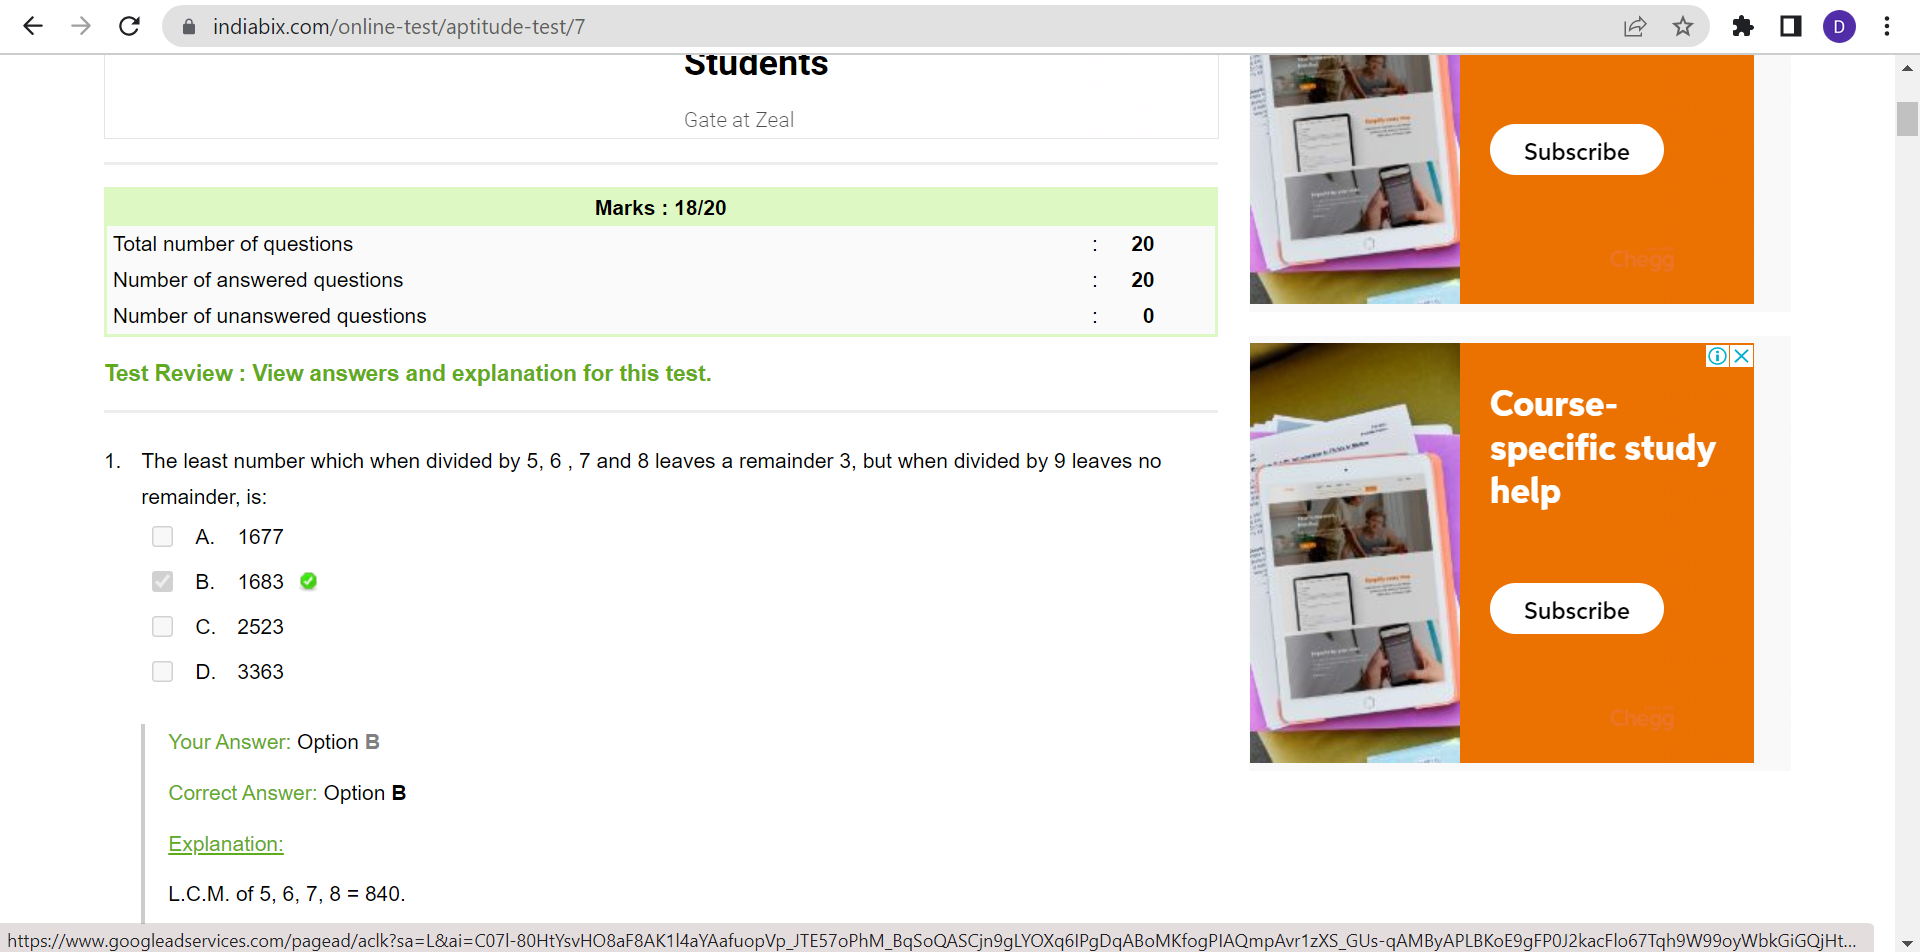 indiabix.com/online-test/aptitude-test/7
D
Students
Gate at Zeal
Marks : 18/20
Total number of questions : 20
Number of answered questions : 20
Number of unanswered questions : 0
Test Review : View answers and explanation for this test.
1. The least number which when divided by 5, 6 , 7 and 8 leaves a remainder 3, but when divided by 9 leaves no
remainder, is:
A. 1677
B. 1683
C. 2523
D. 3363
Your Answer: Option B
Correct Answer: Option B
Explanation:
L.C.M. of 5, 6, 7, 8 = 840.
Subscribe
Chegg
Course-
specific study
help
Subscribe
Chegg
https://www.googleadservices.com/pagead/aclk?sa=L&ai=C07l-80HtYsvHO8aF8AK1l4aYAafuopVp_JTE57oPhM_BqSoQASCjn9gLYOXq6IPgDqABoMKfogPIAQmpAvr1zXS_GUs-qAMByAPLBKoE9gFP0J2kacFlo67Tqh9W99oyWbkGiGQjHt...